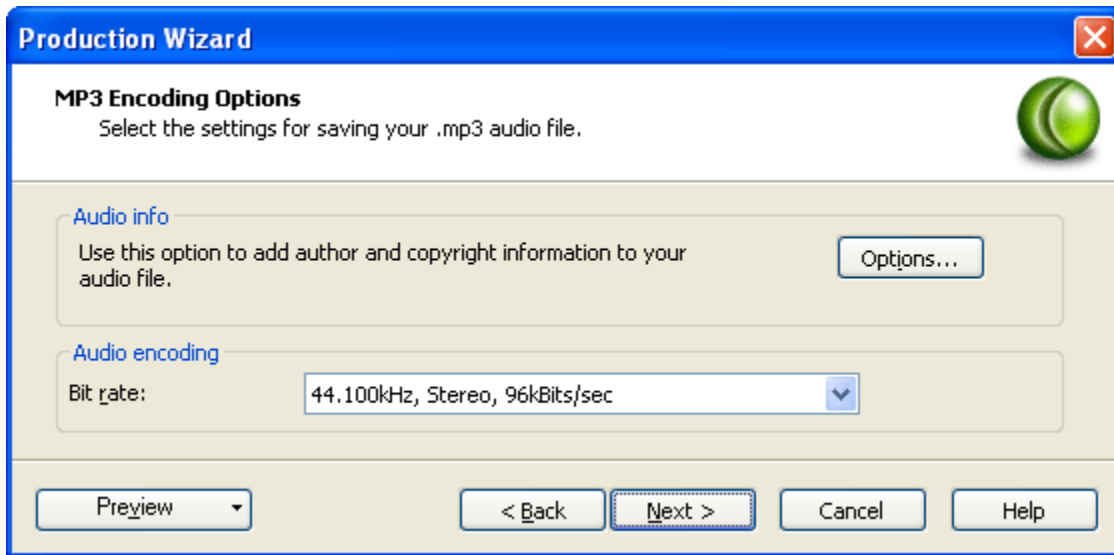 Production Wizard
MP3 Encoding Options
Select the settings for saving your .mp3 audio file.
Audio info
Use this option to add author and copyright information to your
audio file.
Options...
Audio encoding
Bit rate:
44.100kHz, Stereo, 96kBits/sec
Preview
< Back
Next >
Cancel
Help